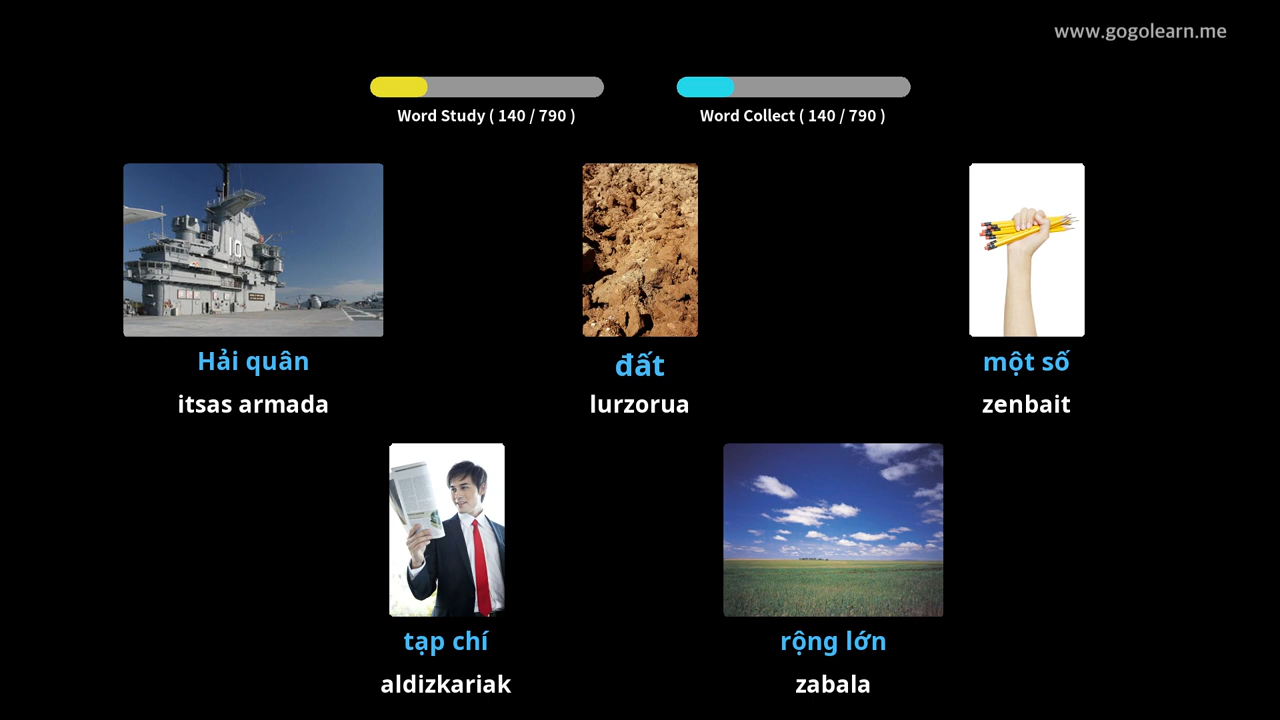 www.gogolearn.me
Word Study ( 140 / 790 )
Word Collect ( 140 / 790 )
10
Hải quân
đất
một số
itsas armada
lurzorua
zenbait
tạp chí
rộng lớn
aldizkariak
zabala